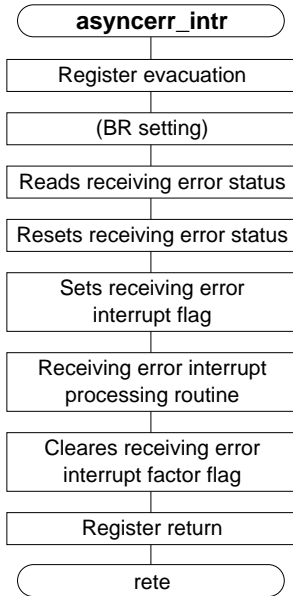 asyncerr_intr
Register evacuation
(BR setting)
Reads receiving error status
Resets receiving error status
Sets receiving error
interrupt flag
Receiving error interrupt
processing routine
Cleares receiving error
interrupt factor flag
Register return
rete